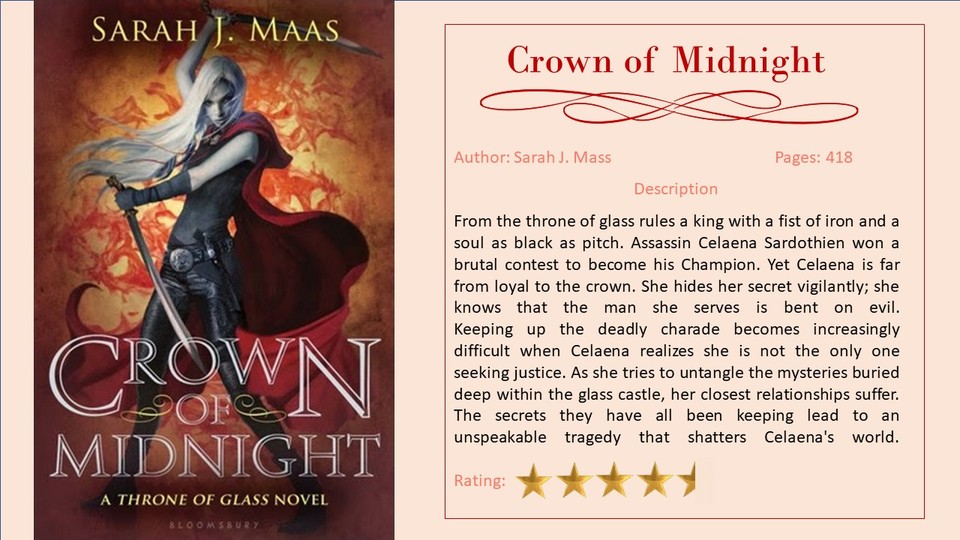 SARAH J. MAAS
CROWN
OF
MIDNIGHT
A THRONE OF GLASS NOVEL
BLOOMSBURY
Crown of Midnight
Author: Sarah J. Mass Pages: 418
Description
From the throne of glass rules a king with a fist of iron and a
soul as black as pitch. Assassin Celaena Sardothien won a
brutal contest to become his Champion. Yet Celaena is far
from loyal to the crown. She hides her secret vigilantly; she
knows that the man she serves is bent on evil.
Keeping up the deadly charade becomes increasingly
difficult when Celaena realizes she is not the only one
seeking justice. As she tries to untangle the mysteries buried
deep within the glass castle, her closest relationships suffer.
The secrets they have all been keeping lead to an
unspeakable tragedy that shatters Celaena's world.
Rating: